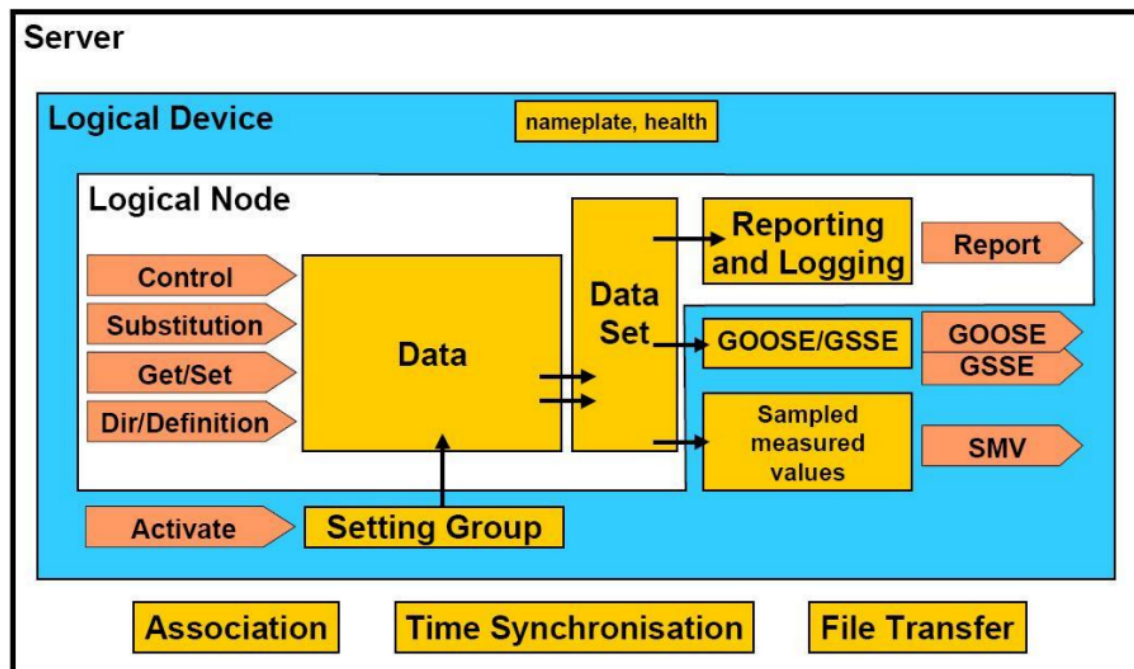 Server
Logical Device
nameplate, health
Logical Node
Control
Substitution
Get/Set
Dir/Definition
Data
Data
Set
Reporting
and Logging
Report
GOOSE/GSSE
GOOSE
GSSE
Sampled
measured
values
SMV
Activate
Setting Group
Association
Time Synchronisation
File Transfer